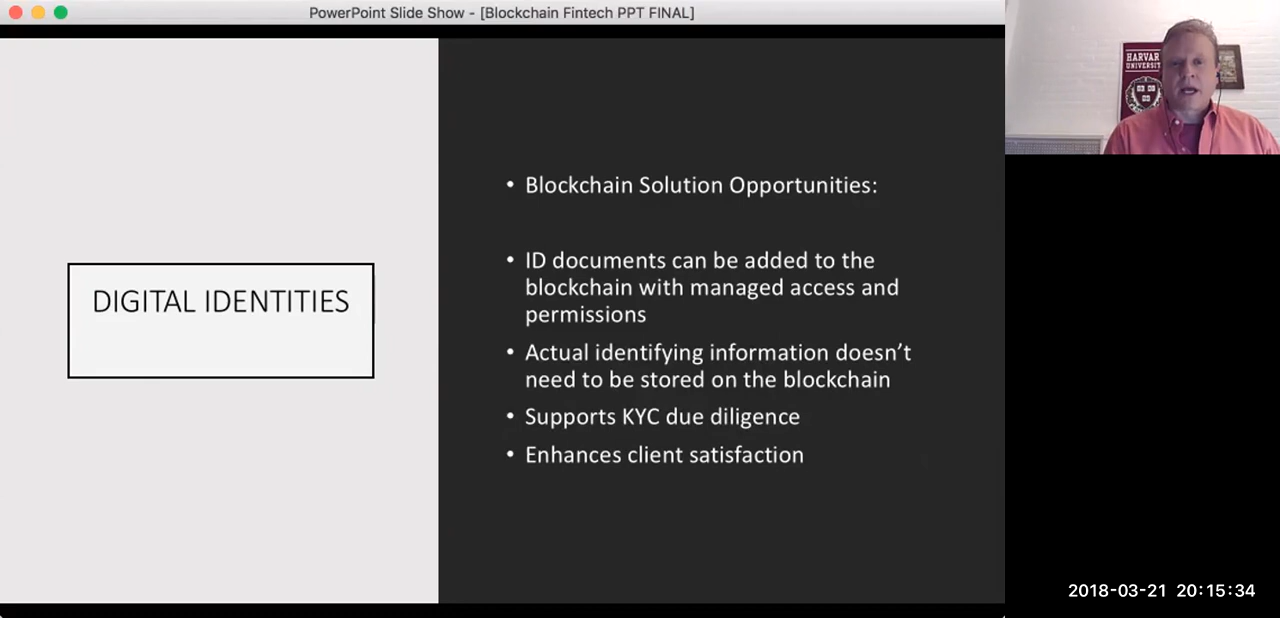 PowerPoint Slide Show - [Blockchain Fintech PPT FINAL]
HARVAR
UNIVERSI
DIGITAL IDENTITIES
• Blockchain Solution Opportunities:
• ID documents can be added to the
blockchain with managed access and
permissions
• Actual identifying information doesn’t
need to be stored on the blockchain
• Supports KYC due diligence
• Enhances client satisfaction
2018-03-21 20:15:34